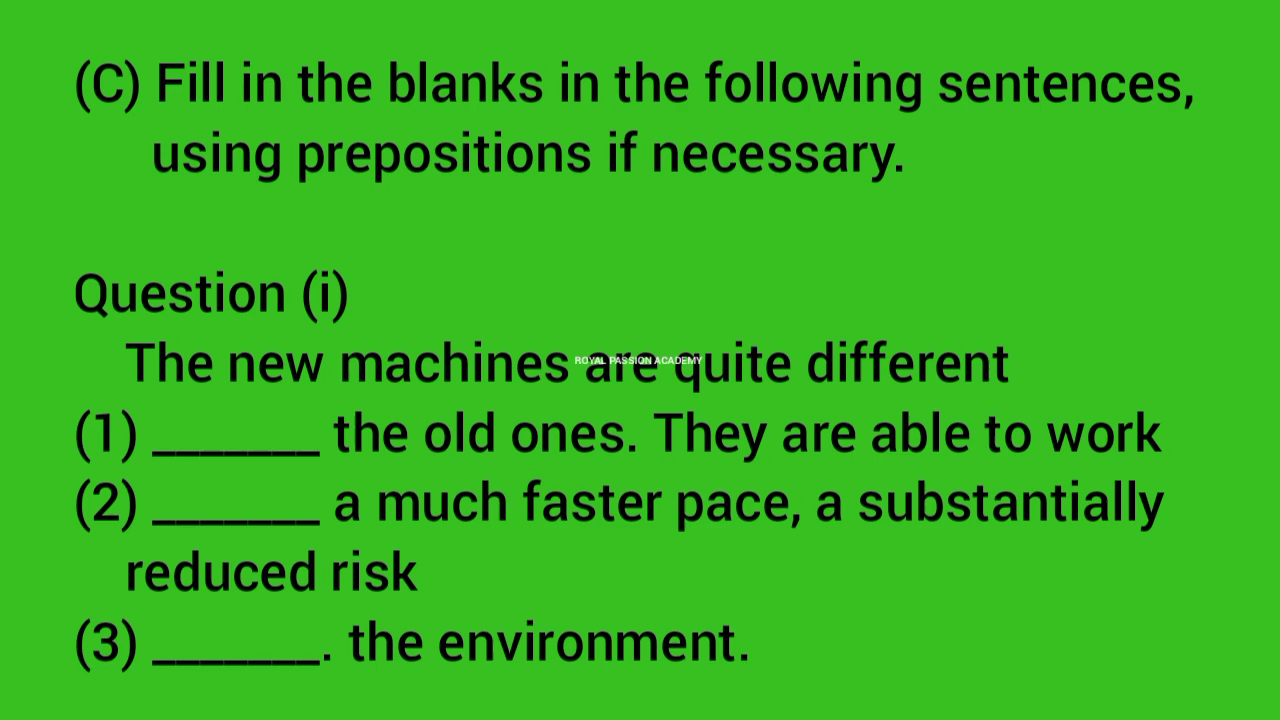 (C) Fill in the blanks in the following sentences,
using prepositions if necessary.
Question (i)
The new machines are quite different
ROYAL PASSION ACADEMY
(1) _______ the old ones. They are able to work
(2) _______ a much faster pace, a substantially
reduced risk
(3) _______. the environment.